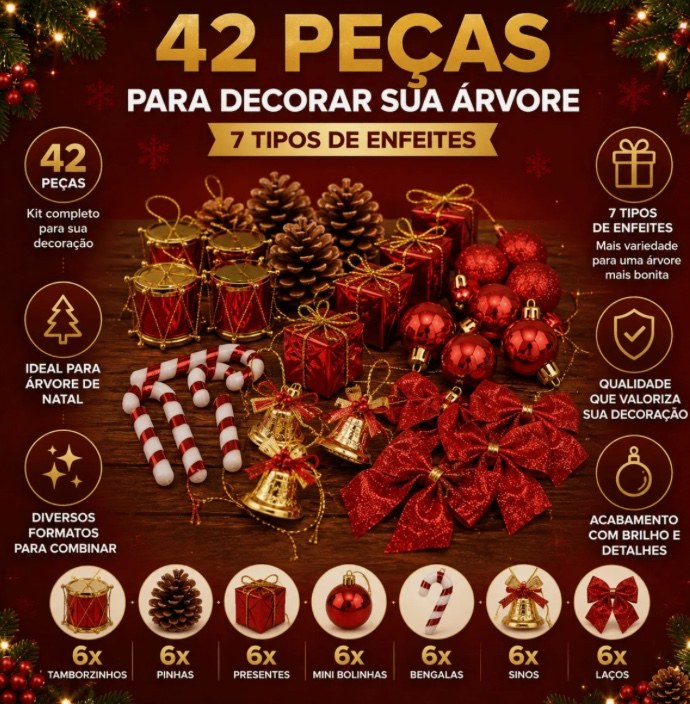 42 PEÇAS
PARA DECORAR SUA ÁRVORE
7 TIPOS DE ENFEITES
42
PEÇAS
Kit completo
para sua
decoração
IDEAL PARA
ÁRVORE DE
NATAL
DIVERSOS
FORMATOS
PARA COMBINAR
7 TIPOS
DE ENFEITES
Mais variedade
para uma árvore
mais bonita
QUALIDADE
QUE VALORIZA
SUA DECORAÇÃO
ACABAMENTO
COM BRILHO E
DETALHES
6x
TAMBORZINHOS
6x
PINHAS
6x
PRESENTES
6x
MINI BOLINHAS
6x
BENGALAS
6x
SINOS
6x
LAÇOS